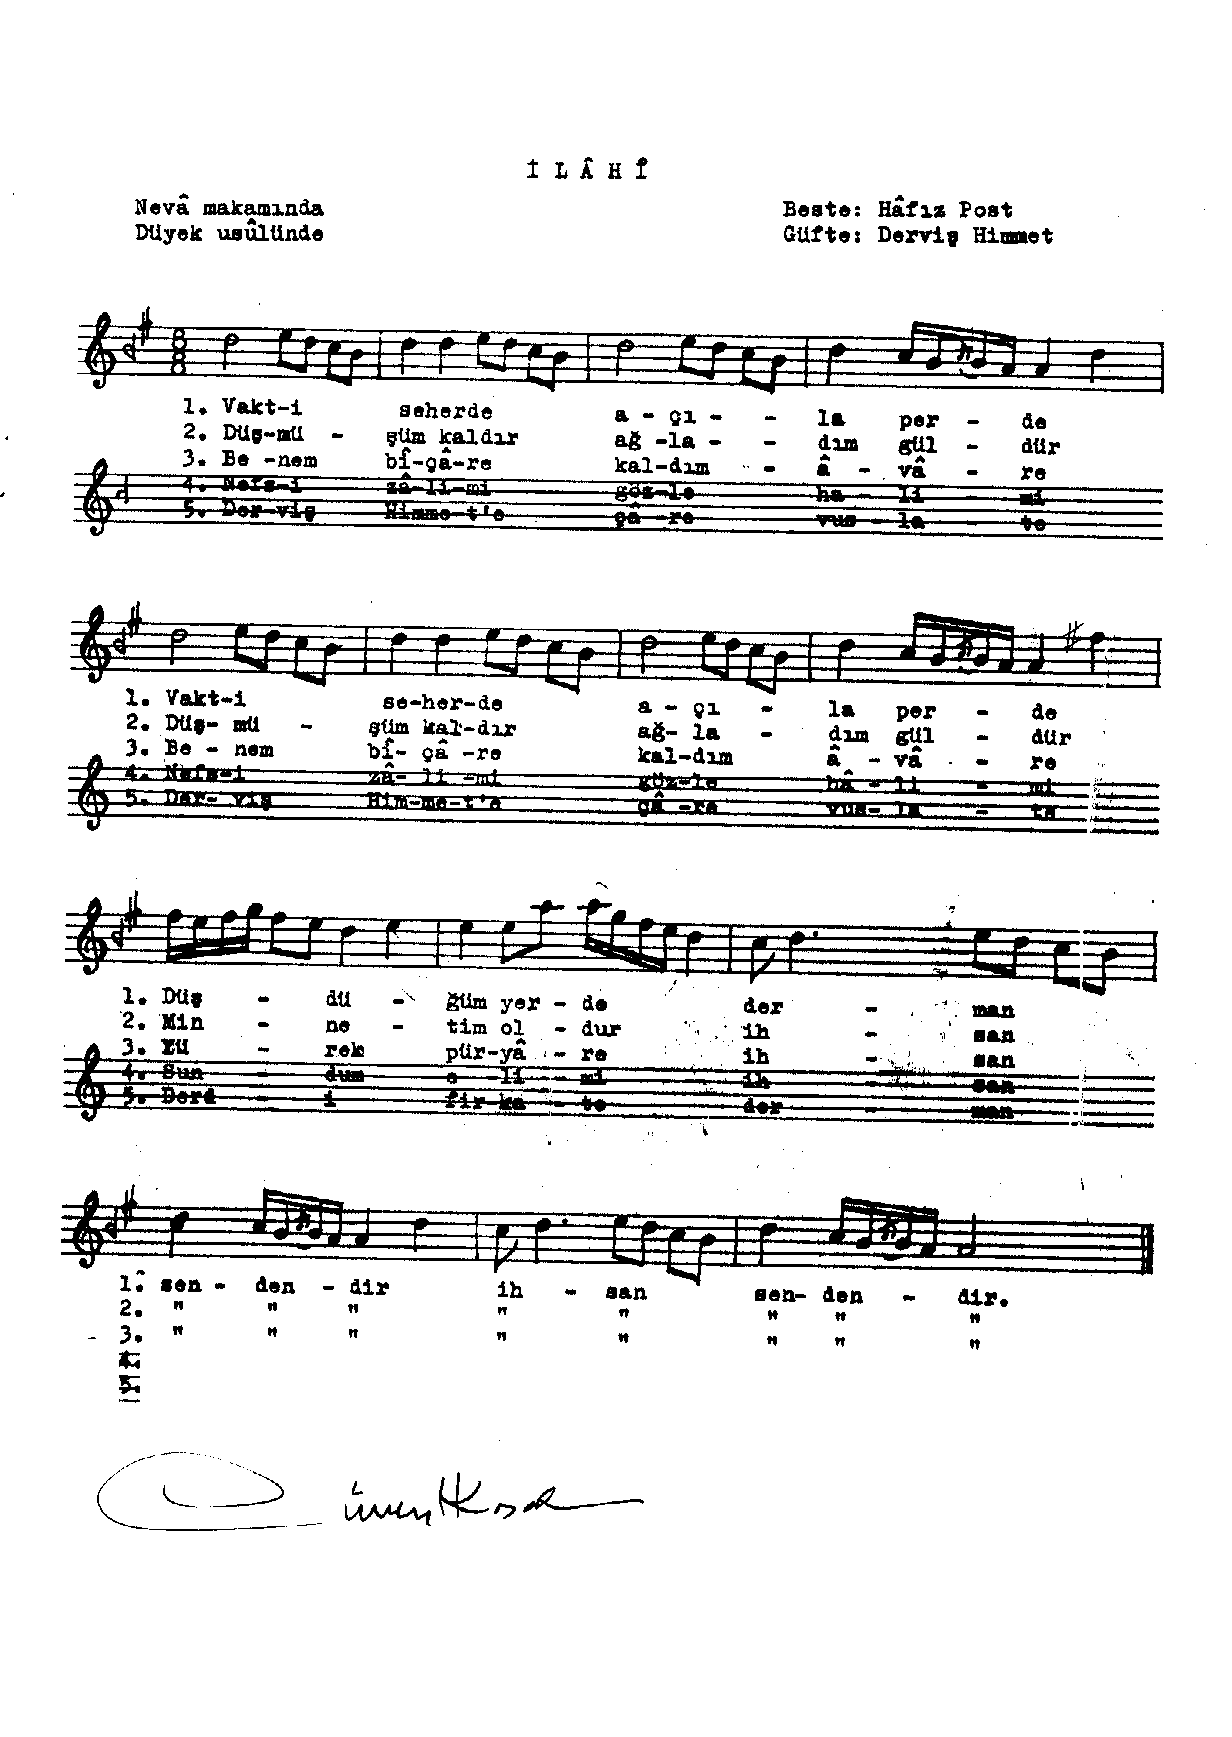 İ L Â H Î
Nevâ makamında
Düyek usûlünde
Beste: Hâfız Post
Güfte: Derviş Himmet
8
8
1. Vakt-i seherde a - çı - - la per - de
2. Düş-mü - şüm kaldır ağ -la - - dım gül - dür
3. Be -nem bî-çâ-re kal-dım - â - vâ - re
4. Nefs-i zâ-li-mi göz-le ha - li - mi
5. Der-viş Himme-t'e çâ -re vus - la - te
1. Vakt-i se-her-de a - çı - la per - de
2. Düş- mü - şüm kal-dır ağ- la - dım gül - dür
3. Be - nem bî- çâ -re kal-dım â - vâ - re
4. Nefs-i zâ- li -mi göz-le hâ - li - mi
5. Der- viş Him-me-t'e çâ -re vus- la - te
1. Düş - dü - ğüm yer - de der - man
2. Min - ne - tim ol - dur ih - san
3. Yü - rek pür-yâ - re ih - san
4. Sun - dum e - li - mi ih - san
5. Derd - i fir-ka - te der - man
1. sen - den - dir ih - san sen- den - dir.
2. " " " " " " " "
3. " " " " " " " "
4.
5.